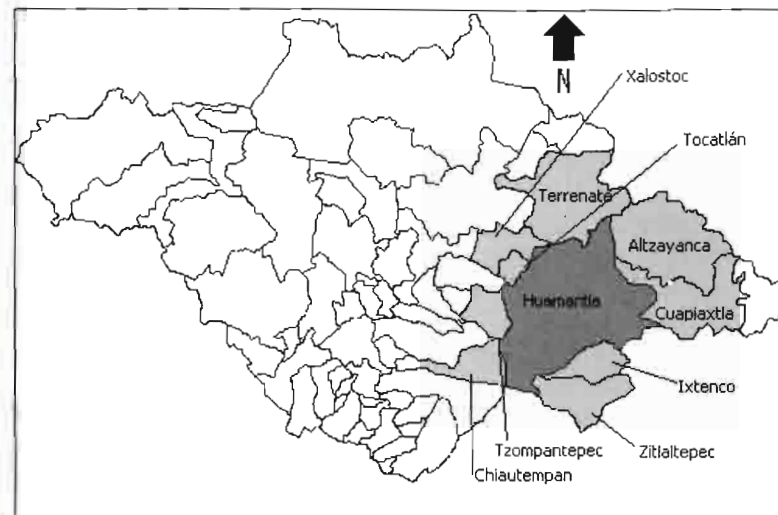 N
Xalostoc
Tocatlán
Terrenate
Altzayanca
Huamantla
Cuapiaxtla
Ixtenco
Tzompantepec
Zitlaltepec
Chiautempan